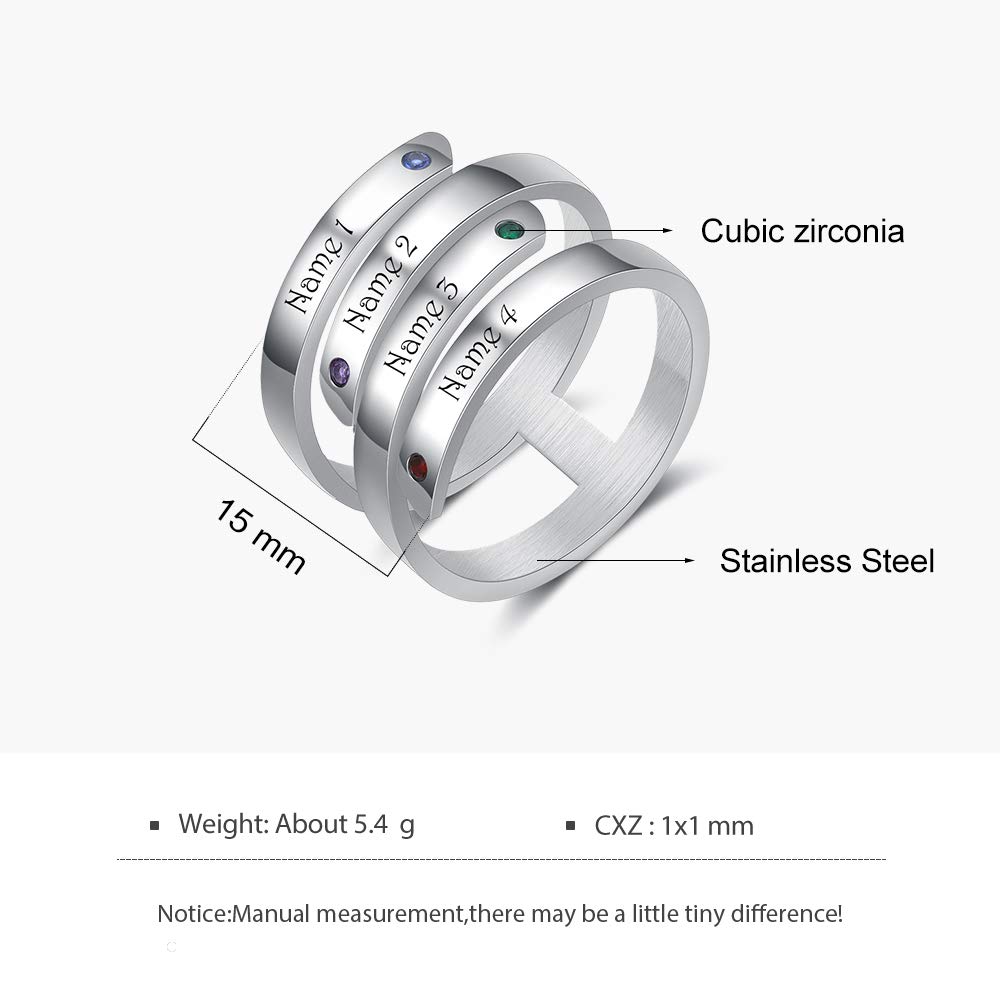 Name 1
Name 2
Name 3
Name 4
Cubic zirconia
15 mm
Stainless Steel
▪ Weight: About 5.4 g
▪ CXZ : 1x1 mm
Notice:Manual measurement,there may be a little tiny difference!